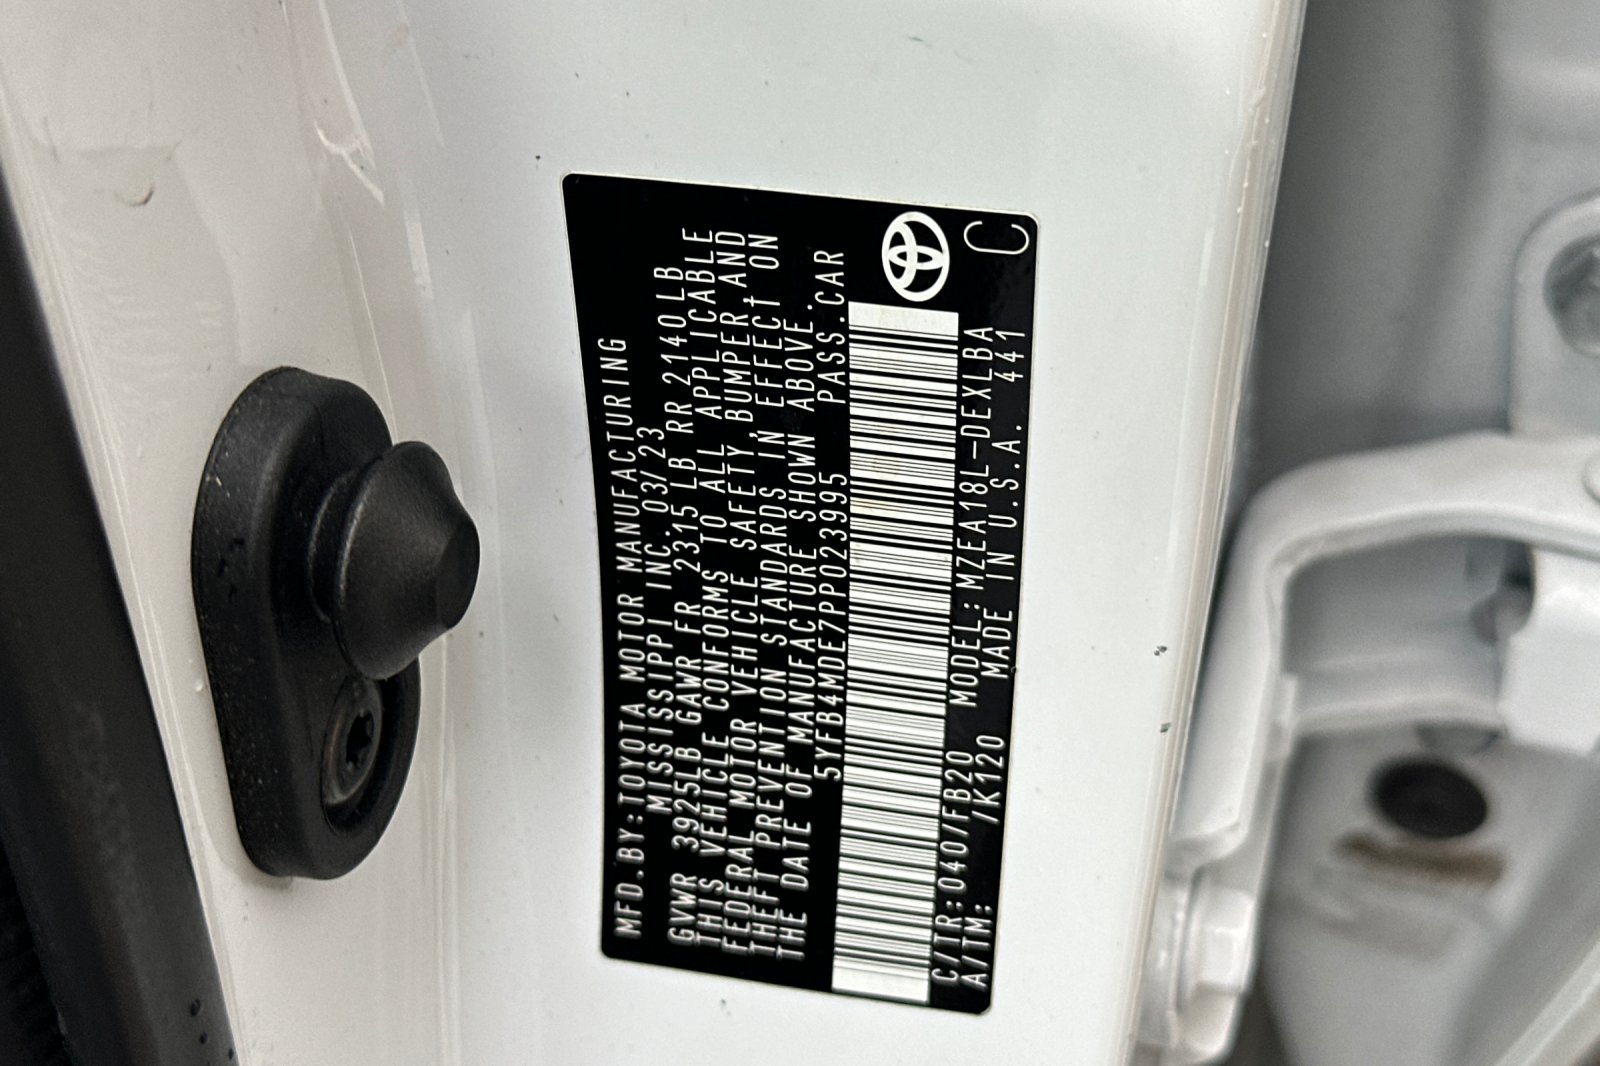 MFD.BY:TOYOTA MOTOR MANUFACTURING
MISSISSIPPI INC.03/23
GVWR 3925LB GAWR FR 2315 LB RR 2140LB
THIS VEHICLE CONFORMS TO ALL APPLICABLE
FEDERAL MOTOR VEHICLE SAFETY,BUMPER,AND
THEFT PREVENTION STANDARDS IN EFFECT ON
THE DATE OF MANUFACTURE SHOWN ABOVE.
5YFB4MDE7PP023995 PASS.CAR
C/TR:040/FB20 MODEL:MZEA18L-DEXLBA
A/TM: /K120 MADE IN U.S.A. 441 C